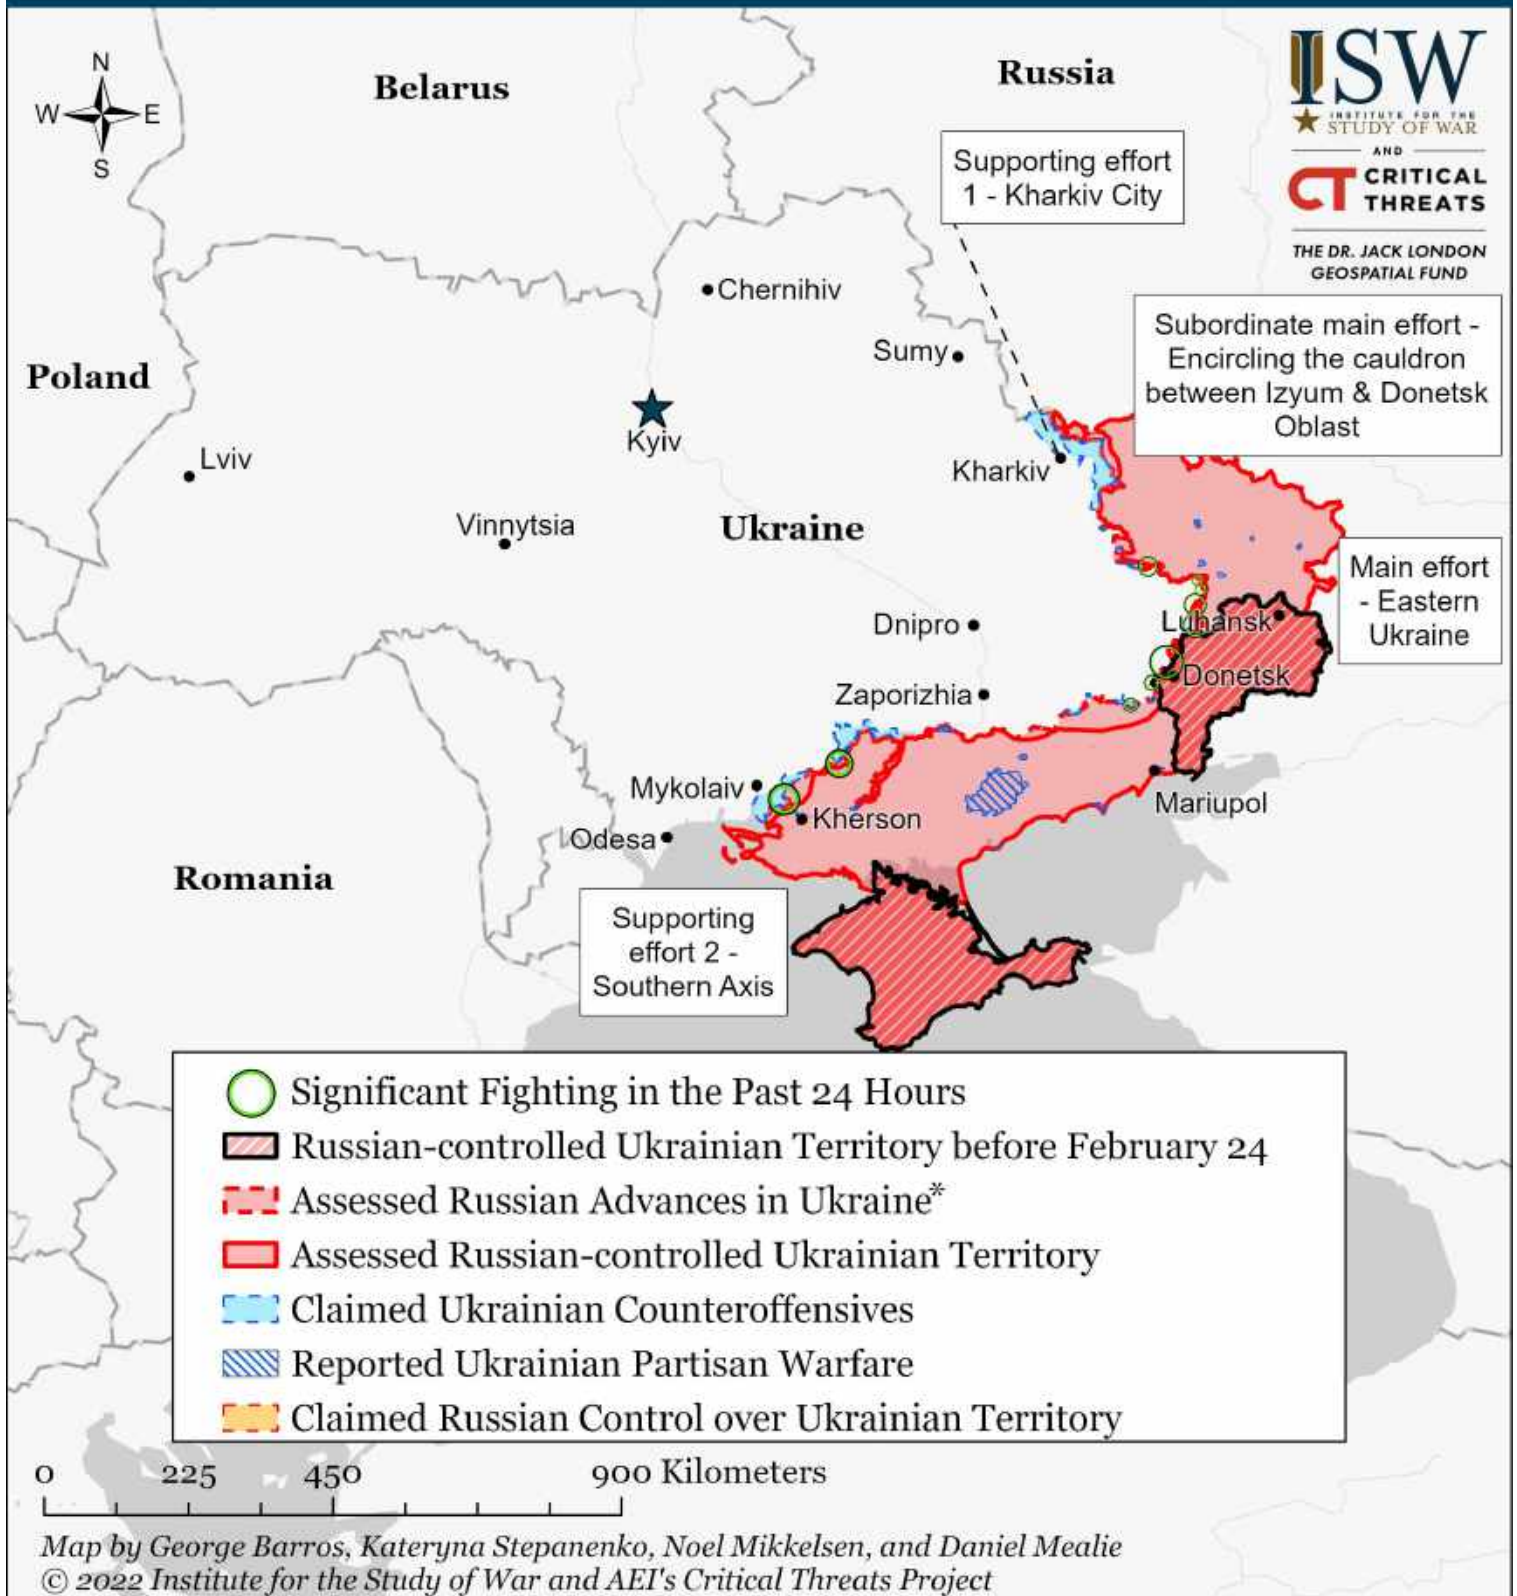 N
W
E
S
Belarus
Russia
ISW
INSTITUTE FOR THE
STUDY OF WAR
AND
CT CRITICAL
THREATS
THE DR. JACK LONDON
GEOSPATIAL FUND
Supporting effort
1 - Kharkiv City
Chernihiv
Sumy
Subordinate main effort -
Encircling the cauldron
between Izyum & Donetsk
Oblast
Poland
Kyiv
Lviv
Kharkiv
Vinnytsia
Ukraine
Main effort
- Eastern
Ukraine
Dnipro
Luhansk
Donetsk
Zaporizhia
Mykolaiv
Mariupol
Kherson
Odesa
Romania
Supporting
effort 2 -
Southern Axis
Significant Fighting in the Past 24 Hours
Russian-controlled Ukrainian Territory before February 24
Assessed Russian Advances in Ukraine*
Assessed Russian-controlled Ukrainian Territory
Claimed Ukrainian Counteroffensives
Reported Ukrainian Partisan Warfare
Claimed Russian Control over Ukrainian Territory
0 225 450 900 Kilometers
Map by George Barros, Kateryna Stepanenko, Noel Mikkelsen, and Daniel Mealie
© 2022 Institute for the Study of War and AEI's Critical Threats Project